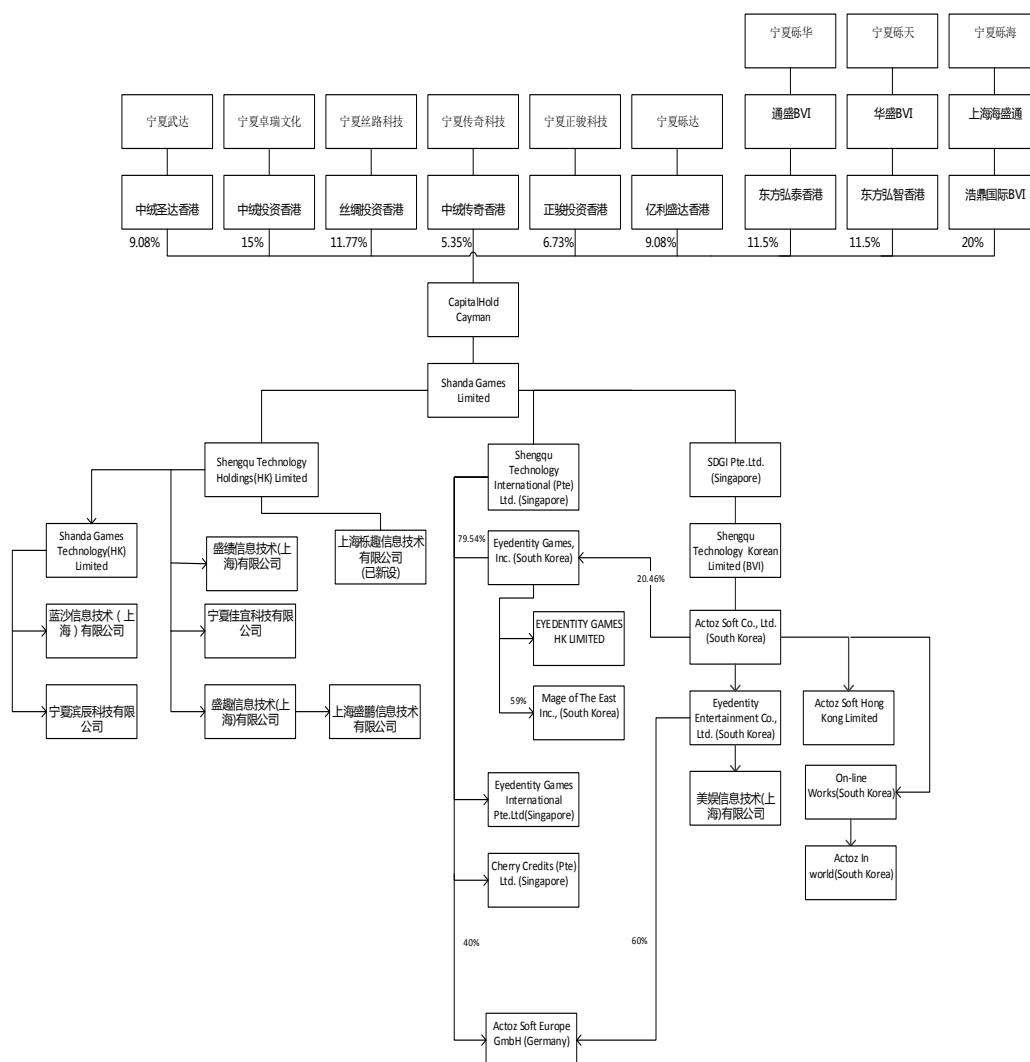 宁夏砾华
宁夏砾天
宁夏砾海
宁夏武达
宁夏卓瑞文化
宁夏丝路科技
宁夏传奇科技
宁夏正骏科技
宁夏砾达
通盛BVI
华盛BVI
上海海盛通
中绒圣达香港
中绒投资香港
丝绸投资香港
中绒传奇香港
正骏投资香港
亿利盛达香港
东方弘泰香港
东方弘智香港
浩鼎国际BVI
9.08%
15%
11.77%
5.35%
6.73%
9.08%
11.5%
11.5%
20%
CapitalHold
Cayman
Shanda Games
Limited
Shengqu Technology
Holdings(HK) Limited
Shengqu
Technology
International (Pte)
Ltd. (Singapore)
SDGI Pte.Ltd.
(Singapore)
Shanda Games
Technology(HK)
Limited
盛绩信息技术(上
海)有限公司
上海栎趣信息技术
有限公司
(已新设)
79.54%
Eyedentity Games,
Inc. (South Korea)
20.46%
Shengqu
Technology Korean
Limited (BVI)
蓝沙信息技术（上
海）有限公司
宁夏佳宜科技有限
公司
EYEDENTITY GAMES
HK LIMITED
Actoz Soft Co., Ltd.
(South Korea)
宁夏滨辰科技有限
公司
盛趣信息技术(上
海)有限公司
上海盛鹏信息技术
有限公司
59%
Mage of The East
Inc., (South Korea)
Eyedentity
Entertainment Co.,
Ltd. (South Korea)
Actoz Soft Hong
Kong Limited
Eyedentity Games
International
Pte.Ltd(Singapore)
美娱信息技术(上
海)有限公司
On-line
Works(South Korea)
Cherry Credits (Pte)
Ltd. (Singapore)
Actoz In
world(South Korea)
40%
60%
Actoz Soft Europe
GmbH (Germany)